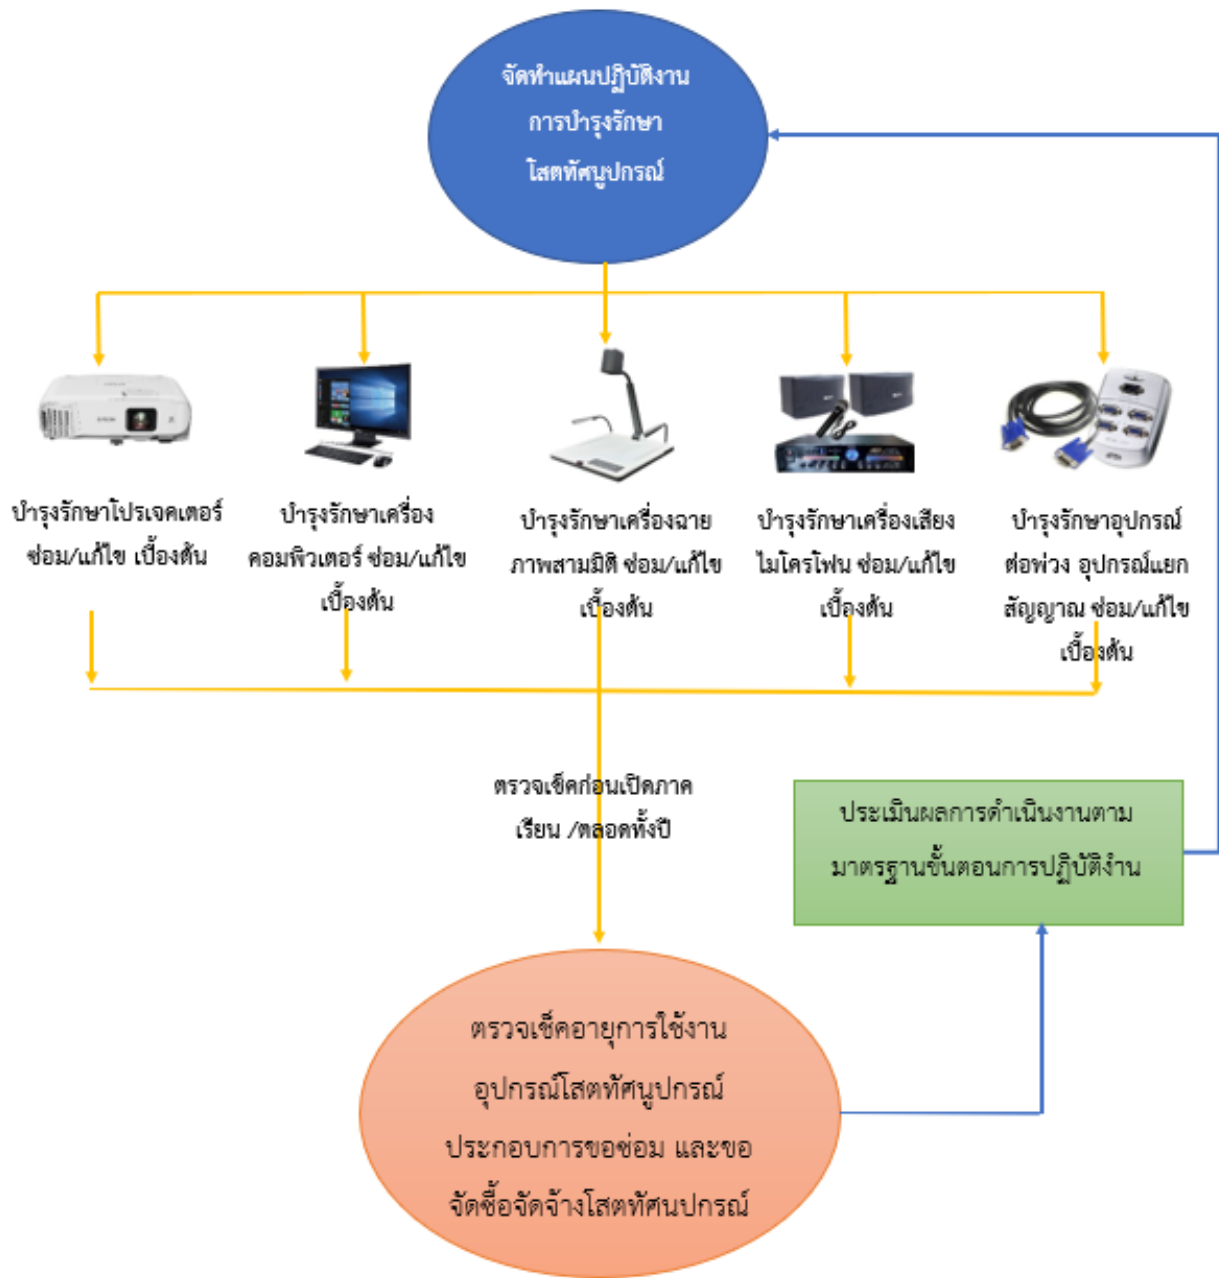 จัดทำแผนปฏิบัติงาน
การบำรุงรักษา
โสตทัศนูปกรณ์
บำรุงรักษาโปรเจคเตอร์
ซ่อม/แก้ไข เบื้องต้น
บำรุงรักษาเครื่อง
คอมพิวเตอร์ ซ่อม/แก้ไข
เบื้องต้น
บำรุงรักษาเครื่องฉาย
ภาพสามมิติ ซ่อม/แก้ไข
เบื้องต้น
บำรุงรักษาเครื่องเสียง
ไมโครโฟน ซ่อม/แก้ไข
เบื้องต้น
บำรุงรักษาอุปกรณ์
ต่อพ่วง อุปกรณ์แยก
สัญญาณ ซ่อม/แก้ไข
เบื้องต้น
ตรวจเช็คก่อนเปิดภาค
เรียน /ตลอดทั้งปี
ประเมินผลการดำเนินงานตาม
มาตรฐานขั้นตอนการปฏิบัติงำน
ตรวจเช็คอายุการใช้งาน
อุปกรณ์โสตทัศนูปกรณ์
ประกอบการขอซ่อม และขอ
จัดซื้อจัดจ้างโสตทัศนปกรณ์